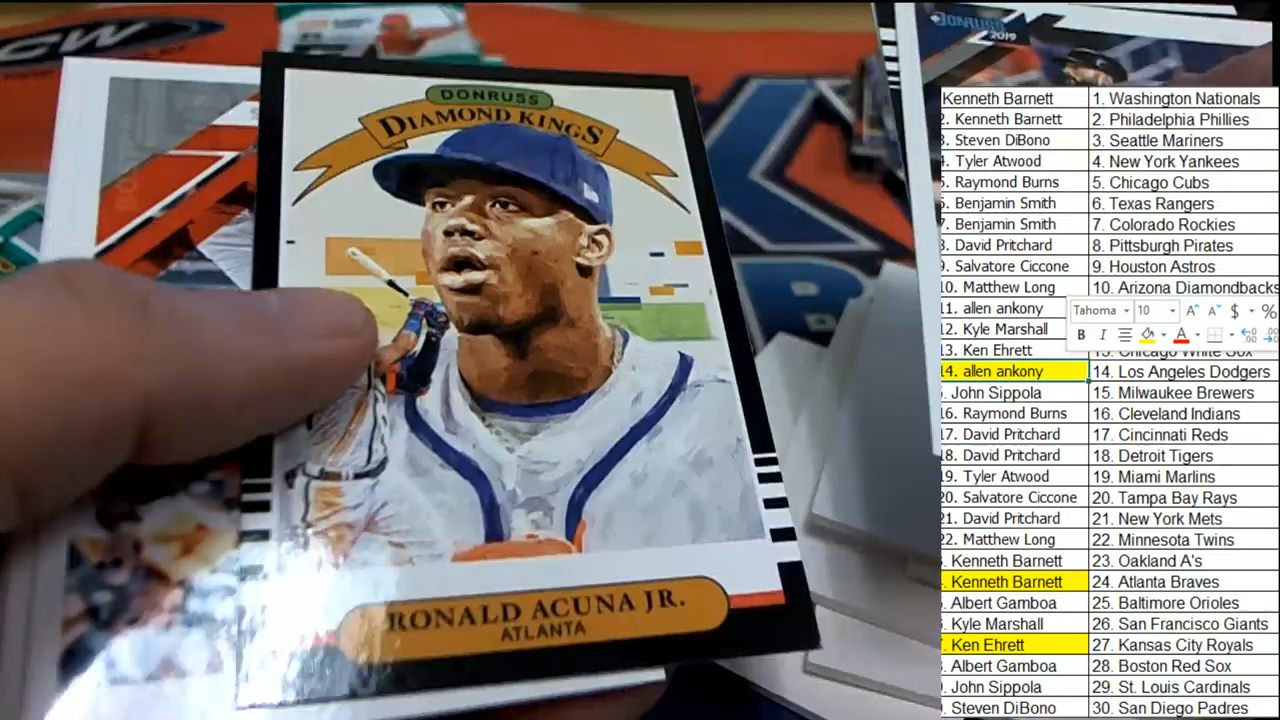 CW
DONRUSS
DIAMOND KINGS
RONALD ACUNA JR.
ATLANTA
DONRUSS
2019
Kenneth Barnett 1. Washington Nationals
2. Kenneth Barnett 2. Philadelphia Phillies
3. Steven DiBono 3. Seattle Mariners
4. Tyler Atwood 4. New York Yankees
5. Raymond Burns 5. Chicago Cubs
6. Benjamin Smith 6. Texas Rangers
7. Benjamin Smith 7. Colorado Rockies
8. David Pritchard 8. Pittsburgh Pirates
9. Salvatore Ciccone 9. Houston Astros
10. Matthew Long 10. Arizona Diamondbacks
11. allen ankony
Tahoma 10 A A $ %
12. Kyle Marshall
B I A
13. Ken Ehrett 13. Chicago White Sox
14. allen ankony 14. Los Angeles Dodgers
John Sippola 15. Milwaukee Brewers
16. Raymond Burns 16. Cleveland Indians
17. David Pritchard 17. Cincinnati Reds
18. David Pritchard 18. Detroit Tigers
19. Tyler Atwood 19. Miami Marlins
20. Salvatore Ciccone 20. Tampa Bay Rays
21. David Pritchard 21. New York Mets
22. Matthew Long 22. Minnesota Twins
Kenneth Barnett 23. Oakland A's
Kenneth Barnett 24. Atlanta Braves
Albert Gamboa 25. Baltimore Orioles
Kyle Marshall 26. San Francisco Giants
Ken Ehrett 27. Kansas City Royals
Albert Gamboa 28. Boston Red Sox
John Sippola 29. St. Louis Cardinals
Steven DiBono 30. San Diego Padres